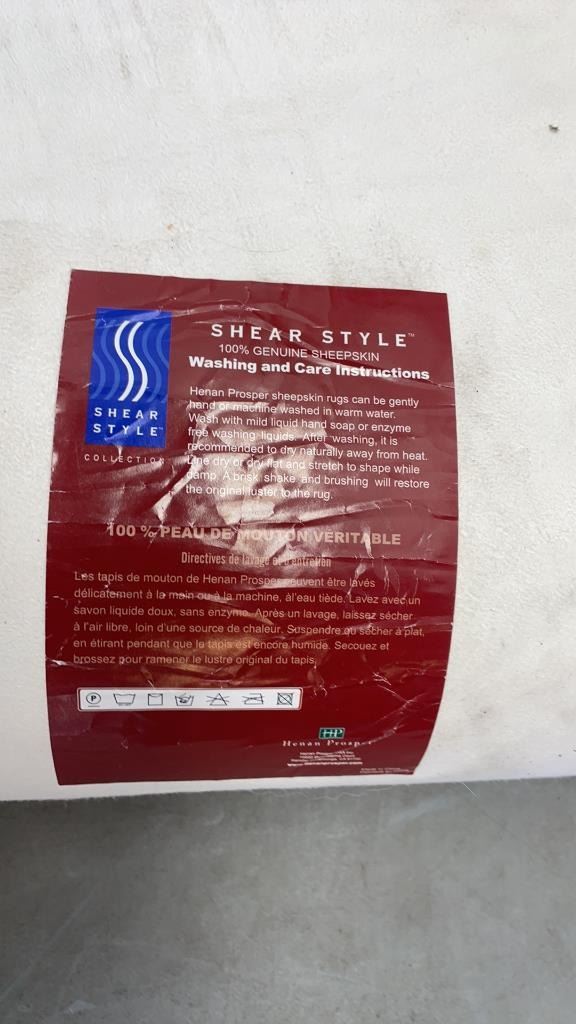 SHEAR STYLE™
100% GENUINE SHEEPSKIN
Washing and Care Instructions
SHEAR
STYLE™
COLLECTION
Henan Prosper sheepskin rugs can be gently
hand or machine washed in warm water.
Wash with mild liquid hand soap or enzyme
free washing liquids. After washing, it is
recommended to dry naturally away from heat.
Line dry or dry flat and stretch to shape while
damp. A brisk shake and brushing will restore
the original luster to the rug.
100 % PEAU DE MOUTON VERITABLE
Directives de lavage et d'entretien
Les tapis de mouton de Henan Prosper peuvent être lavés
délicatement à la main ou à la machine, àl'eau tiède. Lavez avec un
savon liquide doux, sans enzyme. Après un lavage, laissez sécher
à l'air libre, loin d'une source de chaleur. Suspendre ou sécher à plat,
en étirant pendant que le tapis est encore humide. Secouez et
brossez pour ramener le lustre original du tapis.
P
HP
Henan Prosper